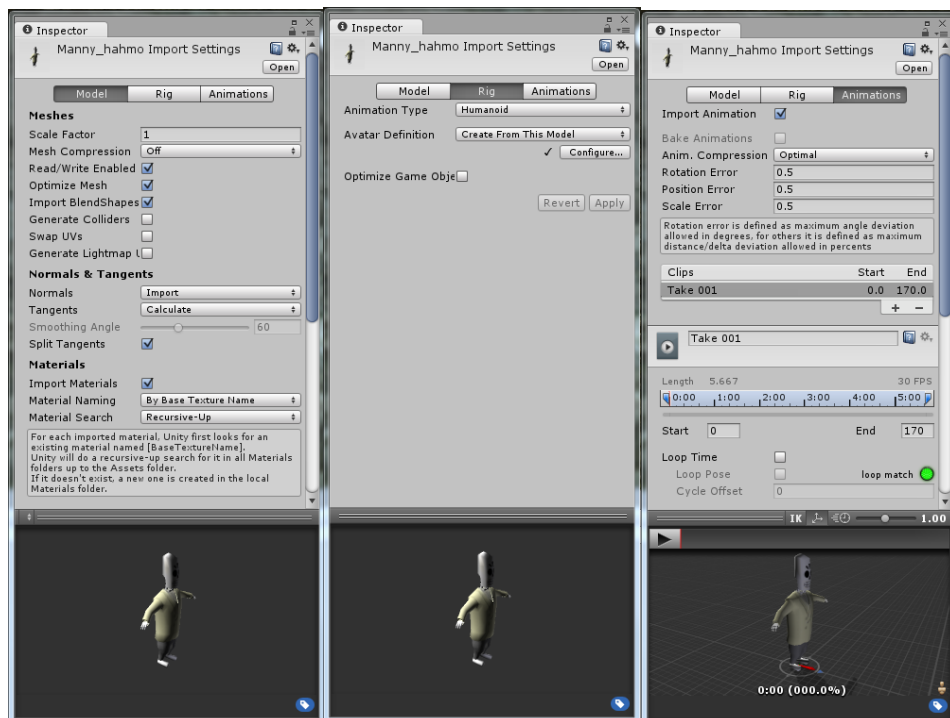 Inspector
Manny_hahmo Import Settings
Open
Model Rig Animations
Meshes
Scale Factor 1
Mesh Compression Off
Read/Write Enabled
Optimize Mesh
Import BlendShapes
Generate Colliders
Swap UVs
Generate Lightmap U
Normals & Tangents
Normals Import
Tangents Calculate
Smoothing Angle 60
Split Tangents
Materials
Import Materials
Material Naming By Base Texture Name
Material Search Recursive-Up
For each imported material, Unity first looks for an
existing material named [BaseTextureName].
Unity will do a recursive-up search for it in all Materials
folders up to the Assets folder.
If it doesn't exist, a new one is created in the local
Materials folder.
Inspector
Manny_hahmo Import Settings
Open
Model Rig Animations
Animation Type Humanoid
Avatar Definition Create From This Model
✓ Configure...
Optimize Game Obje
Revert Apply
Inspector
Manny_hahmo Import Settings
Open
Model Rig Animations
Import Animation
Bake Animations
Anim. Compression Optimal
Rotation Error 0.5
Position Error 0.5
Scale Error 0.5
Rotation error is defined as maximum angle deviation
allowed in degrees, for others it is defined as maximum
distance/delta deviation allowed in percents
Clips Start End
Take 001 0.0 170.0
+ −
Take 001
Length 5.667 30 FPS
0:00 1:00 2:00 3:00 4:00 5:00
Start 0 End 170
Loop Time
Loop Pose loop match
Cycle Offset 0
IK 1.00
0:00 (000.0%)